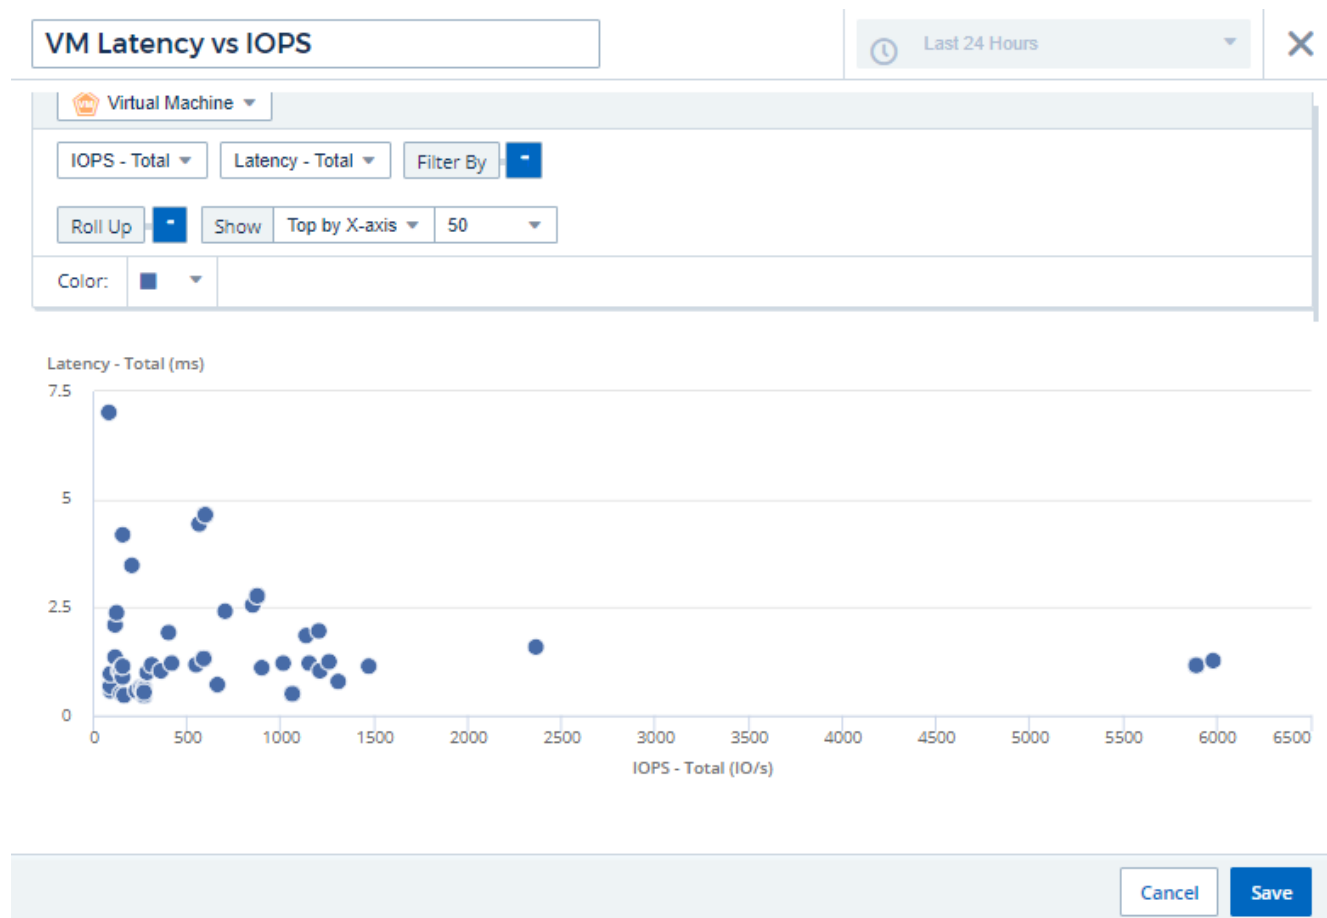 VM Latency vs IOPS
Last 24 Hours
VM Virtual Machine
IOPS - Total Latency - Total Filter By -
Roll Up - Show Top by X-axis 50
Color:
Latency - Total (ms)
7.5
5
2.5
0
0 500 1000 1500 2000 2500 3000 3500 4000 4500 5000 5500 6000 6500
IOPS - Total (IO/s)
Cancel Save